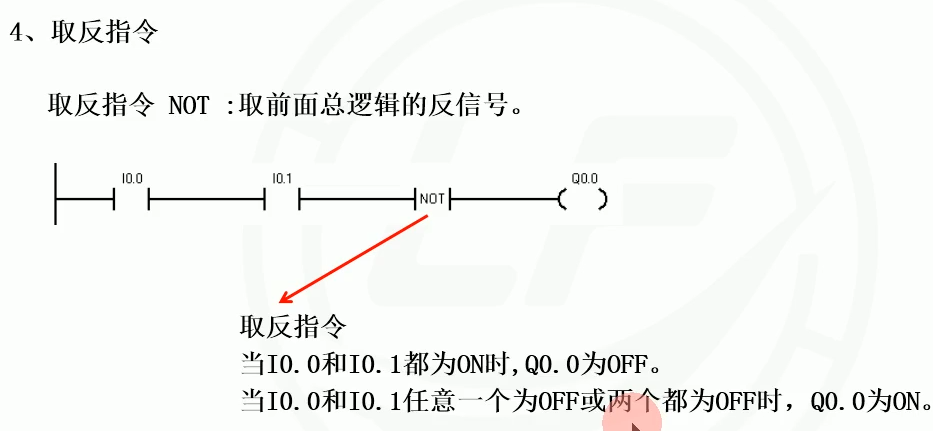 4、取反指令
取反指令 NOT :取前面总逻辑的反信号。
I0.0 I0.1 NOT Q0.0
取反指令
当I0.0和I0.1都为ON时,Q0.0为OFF。
当I0.0和I0.1任意一个为OFF或两个都为OFF时，Q0.0为ON。